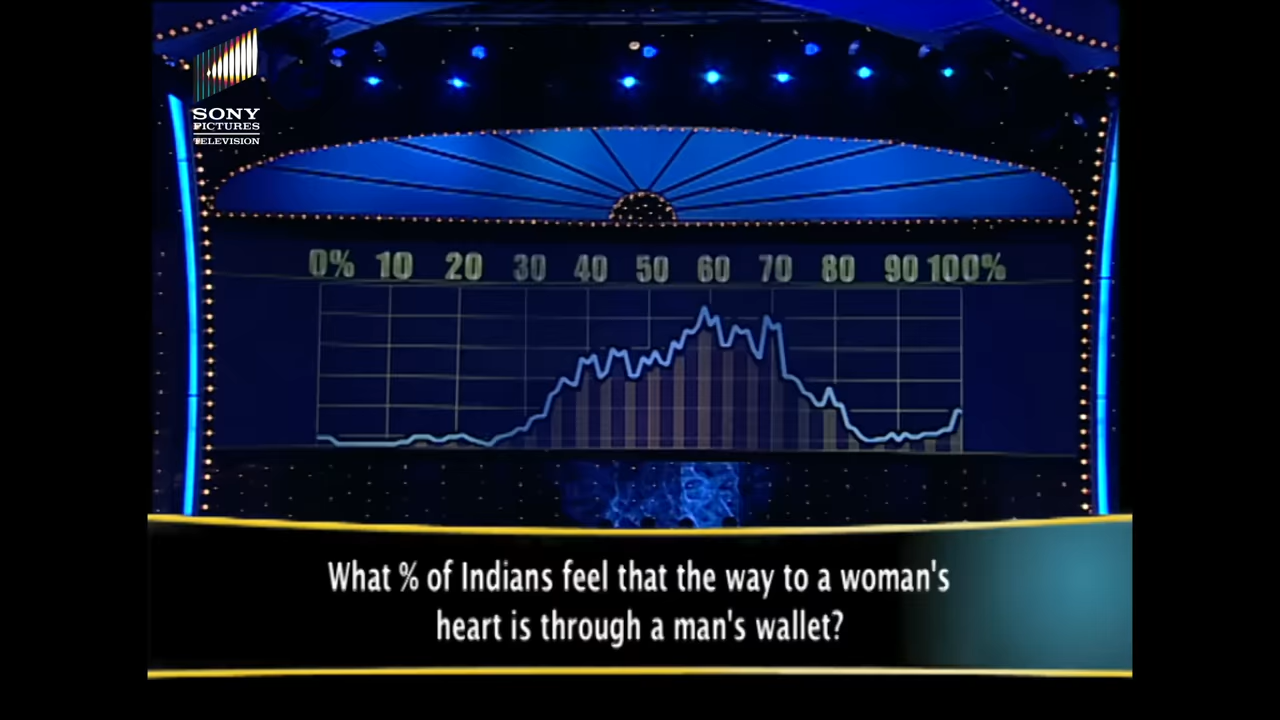 SONY
PICTURES
TELEVISION
0% 10 20 30 40 50 60 70 80 90 100%
What % of Indians feel that the way to a woman's
heart is through a man's wallet?